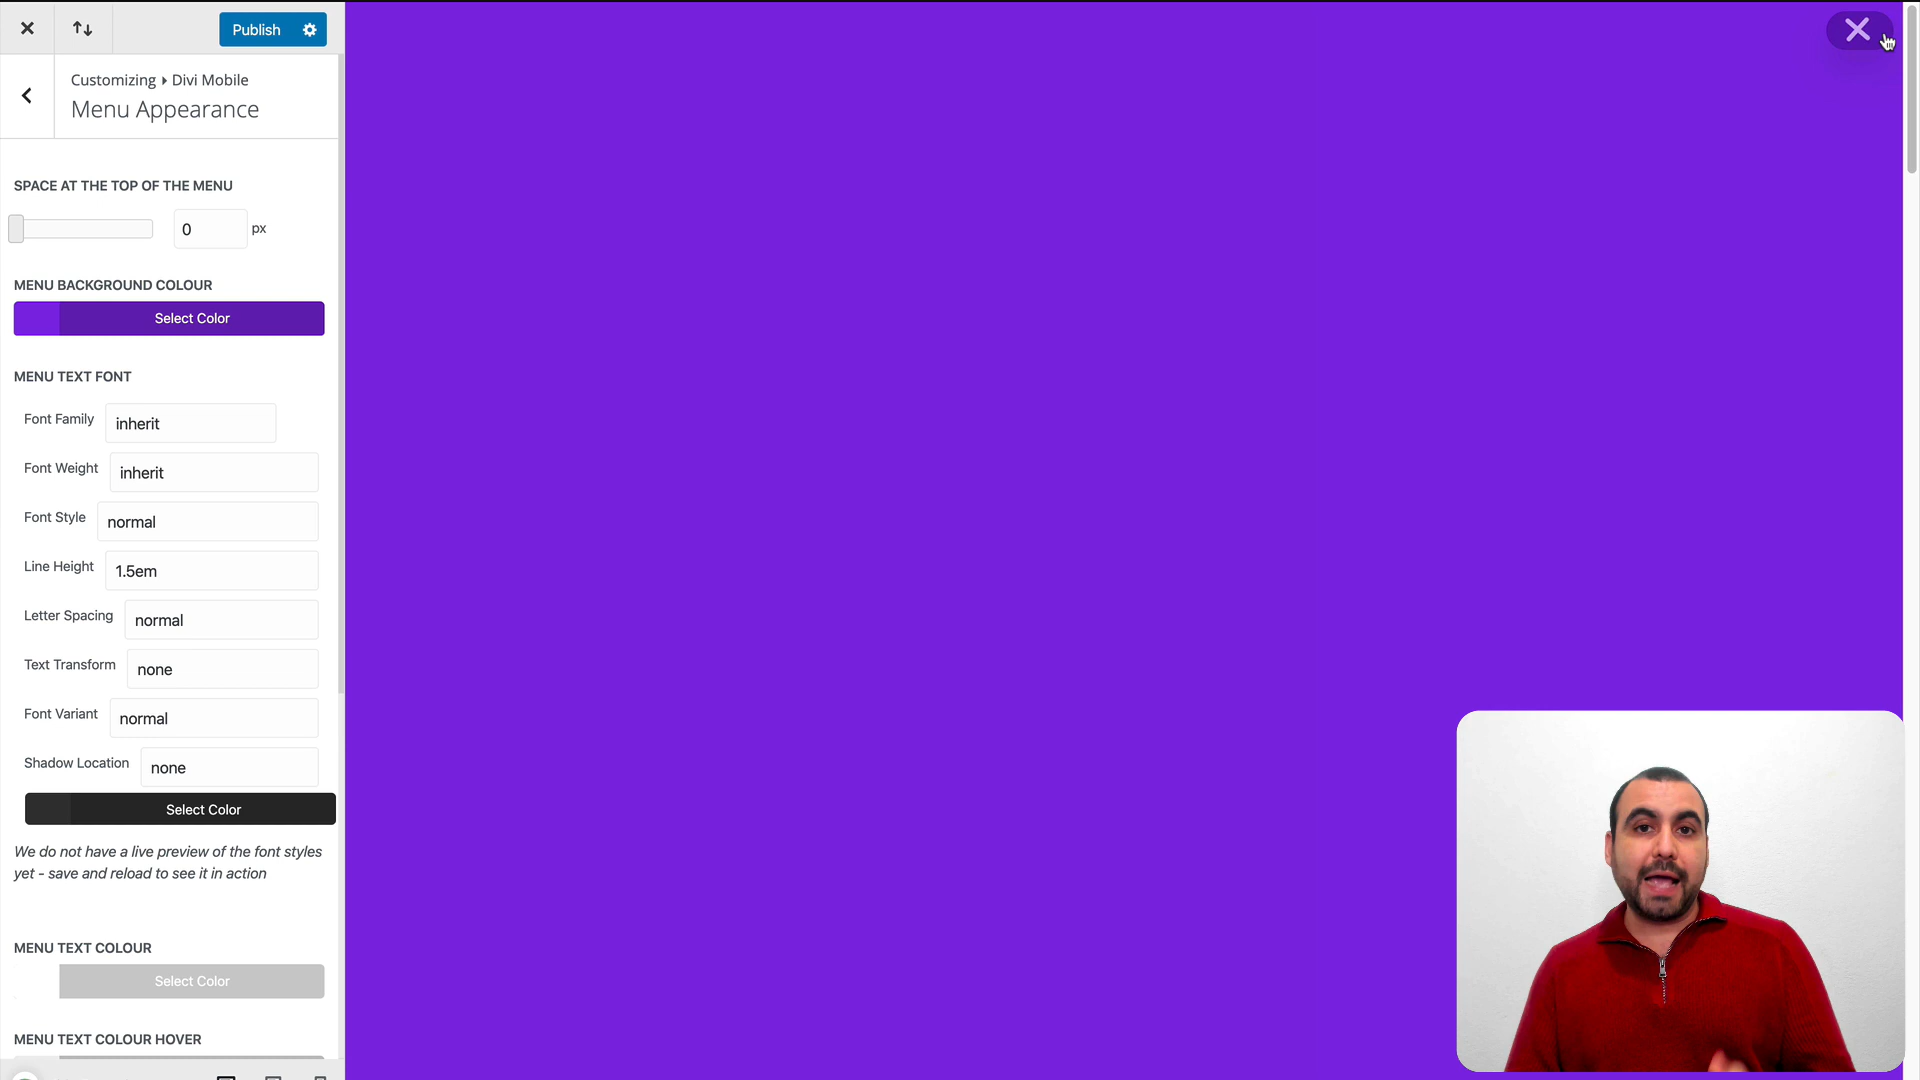 Publish
Customizing ▸ Divi Mobile
Menu Appearance
SPACE AT THE TOP OF THE MENU
0 px
MENU BACKGROUND COLOUR
Select Color
MENU TEXT FONT
Font Family inherit
Font Weight inherit
Font Style normal
Line Height 1.5em
Letter Spacing normal
Text Transform none
Font Variant normal
Shadow Location none
Select Color
We do not have a live preview of the font styles
yet - save and reload to see it in action
MENU TEXT COLOUR
Select Color
MENU TEXT COLOUR HOVER